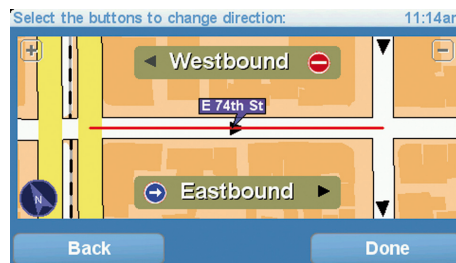 Select the buttons to change direction: 11:14am
Westbound
E 74th St
Eastbound
N
Back Done